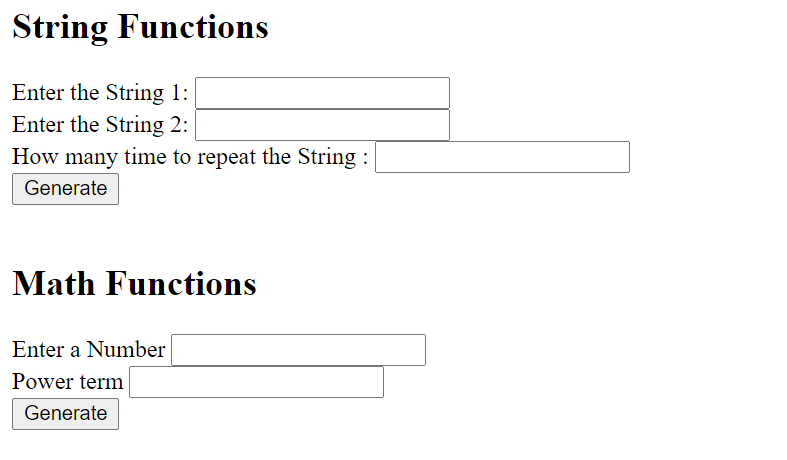 String Functions
Enter the String 1:
Enter the String 2:
How many time to repeat the String :
Generate
Math Functions
Enter a Number
Power term
Generate